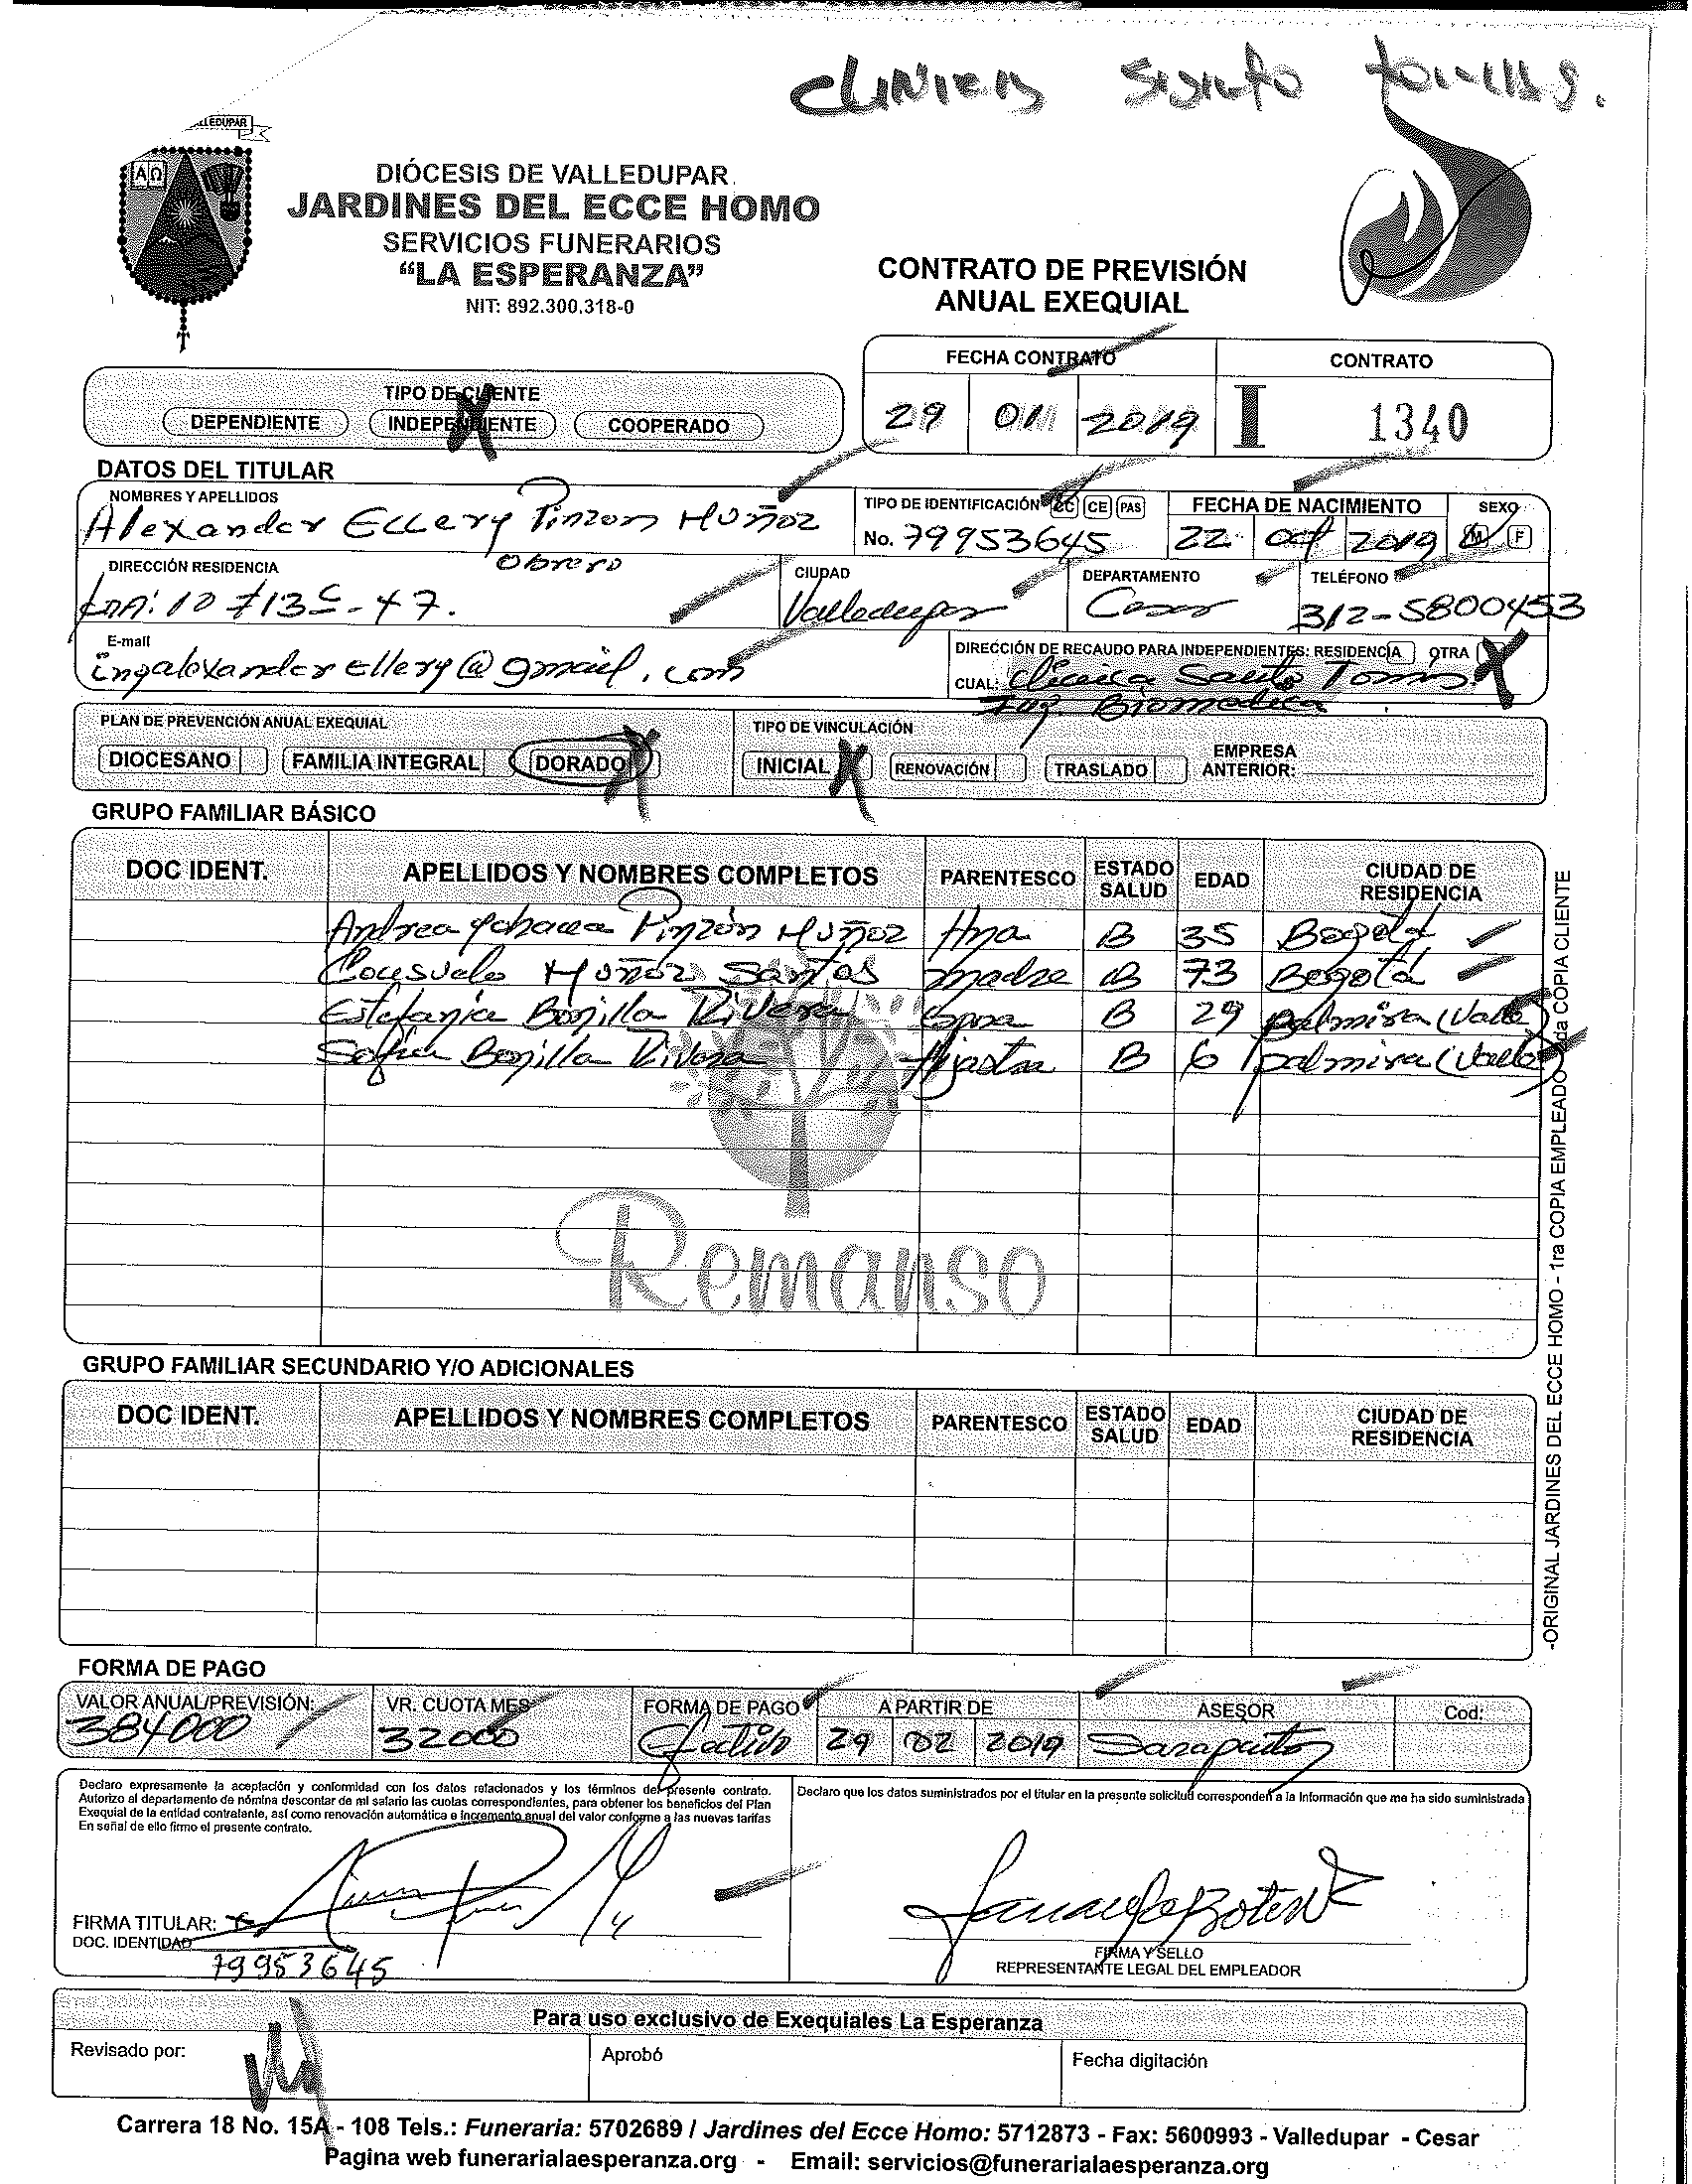 CLINICA Santo Tomas.
VALLEDUPAR
A Ω
DIÓCESIS DE VALLEDUPAR
JARDINES DEL ECCE HOMO
SERVICIOS FUNERARIOS
“LA ESPERANZA”
NIT: 892.300.318-0
CONTRATO DE PREVISIÓN
ANUAL EXEQUIAL
FECHA CONTRATO CONTRATO
29 01 2019 I 1340
TIPO DE CLIENTE
DEPENDIENTE INDEPENDIENTE X COOPERADO
DATOS DEL TITULAR
NOMBRES Y APELLIDOS TIPO DE IDENTIFICACIÓN CC CE PAS FECHA DE NACIMIENTO SEXO
Alexander Ellery Pinzon Muñoz No. 79953645 22 oct 2019 M F
DIRECCIÓN RESIDENCIA Obrero CIUDAD DEPARTAMENTO TELÉFONO
CRA: 10 #13C-47. Valledupar Cesar 312-5800453
E-mail DIRECCIÓN DE RECAUDO PARA INDEPENDIENTES: RESIDENCIA OTRA X
ingalexanderellery@gmail.com CUAL: Clinica Santo Tomas
Ing. Biomedica
PLAN DE PREVENCIÓN ANUAL EXEQUIAL TIPO DE VINCULACIÓN
DIOCESANO FAMILIA INTEGRAL DORADO X INICIAL X RENOVACIÓN TRASLADO EMPRESA
ANTERIOR:
GRUPO FAMILIAR BÁSICO
DOC IDENT. APELLIDOS Y NOMBRES COMPLETOS PARENTESCO ESTADO SALUD EDAD CIUDAD DE RESIDENCIA
Andrea Yohana Pinzón Muñoz Hna B 35 Bogotá
Consuelo Muñoz Santos madre B 73 Bogotá
Estefania Bonilla Rivera Esposa B 29 palmira (Valle)
Sofia Bonilla Rivera Hijastra B 6 palmira (Valle)
Remanso
GRUPO FAMILIAR SECUNDARIO Y/O ADICIONALES
DOC IDENT. APELLIDOS Y NOMBRES COMPLETOS PARENTESCO ESTADO SALUD EDAD CIUDAD DE RESIDENCIA
-ORIGINAL JARDINES DEL ECCE HOMO - 1ra COPIA EMPLEADO 2da COPIA CLIENTE
FORMA DE PAGO
VALOR ANUAL/PREVISIÓN: VR. CUOTA MES FORMA DE PAGO A PARTIR DE ASESOR Cod:
384000 32000 Efectivo 29 02 2019
Declaro expresamente la aceptación y conformidad con los datos relacionados y los términos del presente contrato.
Autorizo al departamento de nómina descontar de mi salario las cuotas correspondientes, para obtener los beneficios del Plan
Exequial de la entidad contratante, así como renovación automática e incremento anual del valor conforme a las nuevas tarifas
En señal de ello firmo el presente contrato.
Declaro que los datos suministrados por el titular en la presente solicitud corresponden a la Información que me ha sido suministrada
FIRMA TITULAR:
DOC. IDENTIDAD
79953645
FIRMA Y SELLO
REPRESENTANTE LEGAL DEL EMPLEADOR
Para uso exclusivo de Exequiales La Esperanza
Revisado por: Aprobó Fecha digitación
Carrera 18 No. 15A - 108 Tels.: Funeraria: 5702689 / Jardines del Ecce Homo: 5712873 - Fax: 5600993 - Valledupar - Cesar
Pagina web funerarialaesperanza.org - Email: servicios@funerarialaesperanza.org